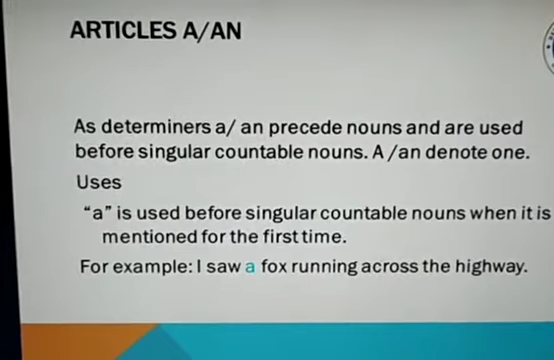 ARTICLES A/AN
As determiners a/ an precede nouns and are used
before singular countable nouns. A /an denote one.
Uses
“a” is used before singular countable nouns when it is
mentioned for the first time.
For example: I saw a fox running across the highway.